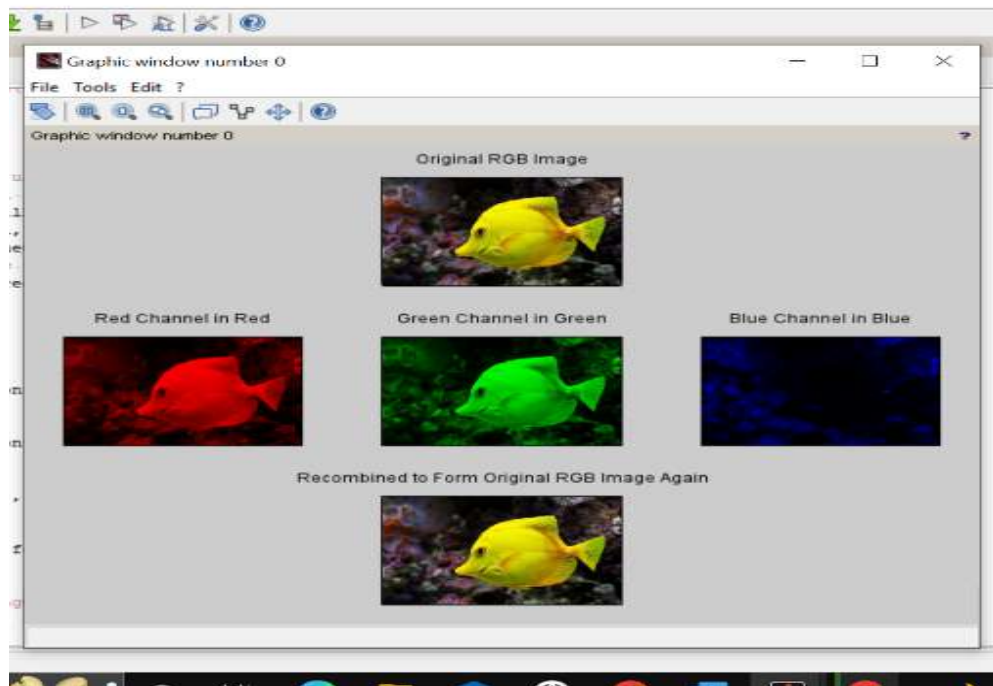 Graphic window number 0
File Tools Edit ?
Graphic window number 0 ?
Original RGB Image
Red Channel in Red
Green Channel in Green
Blue Channel in Blue
Recombined to Form Original RGB Image Again